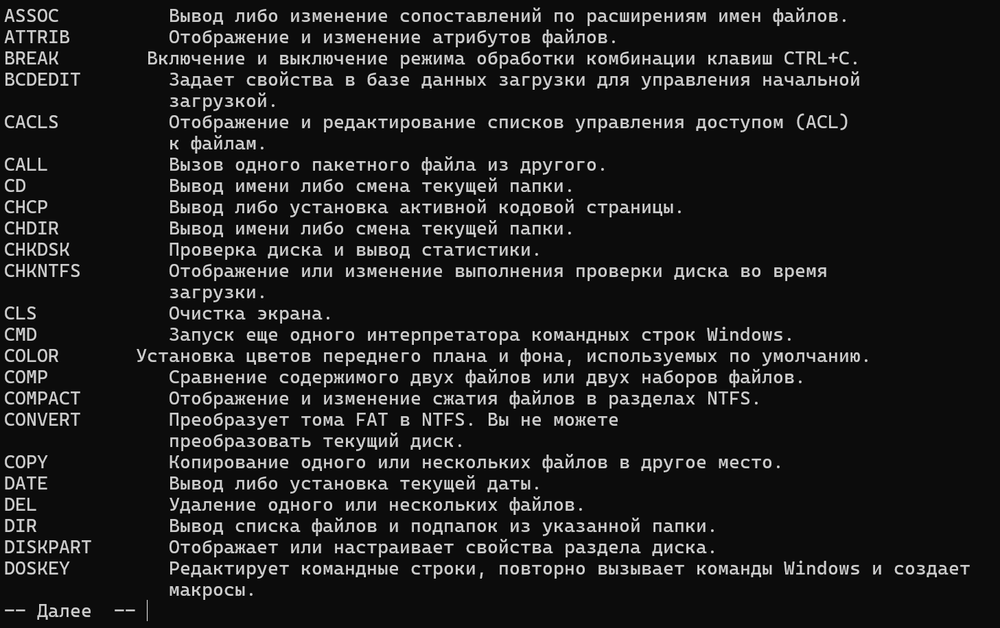 ASSOC          Вывод либо изменение сопоставлений по расширениям имен файлов.
ATTRIB         Отображение и изменение атрибутов файлов.
BREAK        Включение и выключение режима обработки комбинации клавиш CTRL+C.
BCDEDIT        Задает свойства в базе данных загрузки для управления начальной
               загрузкой.
CACLS          Отображение и редактирование списков управления доступом (ACL)
               к файлам.
CALL           Вызов одного пакетного файла из другого.
CD             Вывод имени либо смена текущей папки.
CHCP           Вывод либо установка активной кодовой страницы.
CHDIR          Вывод имени либо смена текущей папки.
CHKDSK         Проверка диска и вывод статистики.
CHKNTFS        Отображение или изменение выполнения проверки диска во время
               загрузки.
CLS            Очистка экрана.
CMD            Запуск еще одного интерпретатора командных строк Windows.
COLOR       Установка цветов переднего плана и фона, используемых по умолчанию.
COMP           Сравнение содержимого двух файлов или двух наборов файлов.
COMPACT        Отображение и изменение сжатия файлов в разделах NTFS.
CONVERT        Преобразует тома FAT в NTFS. Вы не можете
               преобразовать текущий диск.
COPY           Копирование одного или нескольких файлов в другое место.
DATE           Вывод либо установка текущей даты.
DEL            Удаление одного или нескольких файлов.
DIR            Вывод списка файлов и подпапок из указанной папки.
DISKPART       Отображает или настраивает свойства раздела диска.
DOSKEY         Редактирует командные строки, повторно вызывает команды Windows и создает
               макросы.
-- Далее  --